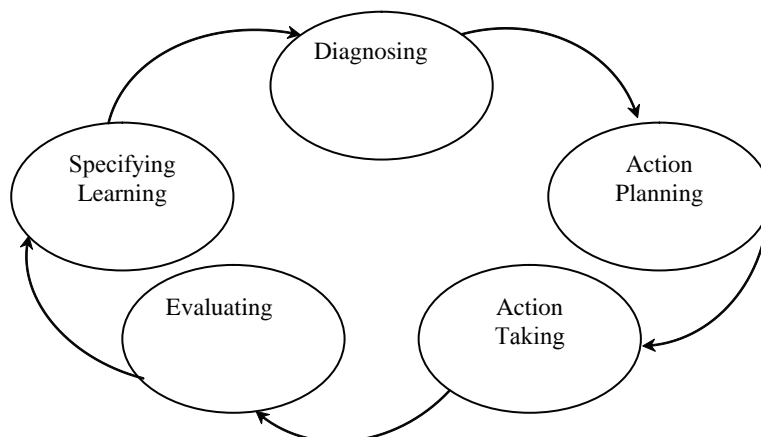 Diagnosing
Action
Planning
Action
Taking
Evaluating
Specifying
Learning